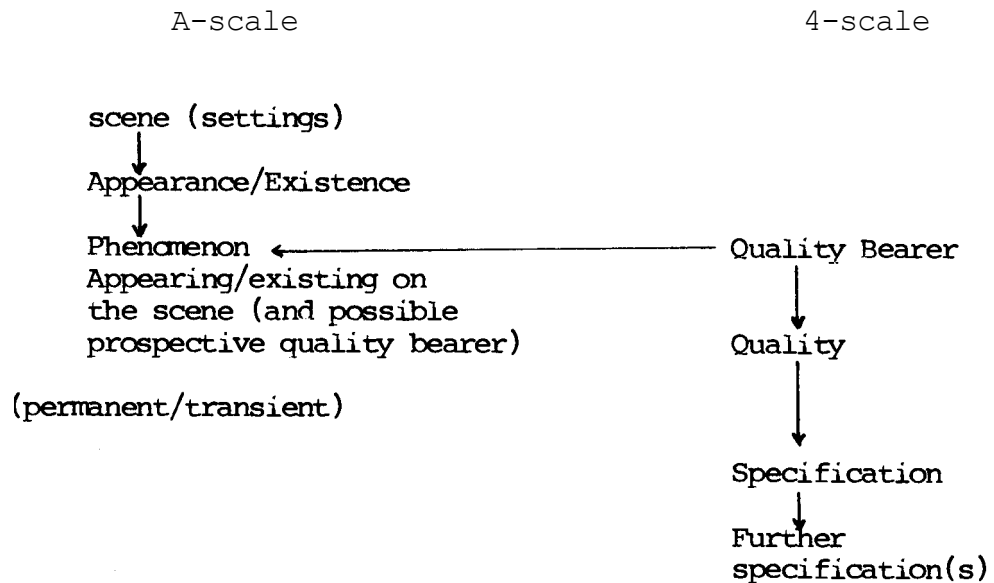 A-scale
4-scale
scene (settings)
Appearance/Existence
Phenomenon
Appearing/existing on
the scene (and possible
prospective quality bearer)
(permanent/transient)
Quality Bearer
Quality
Specification
Further
specification(s)